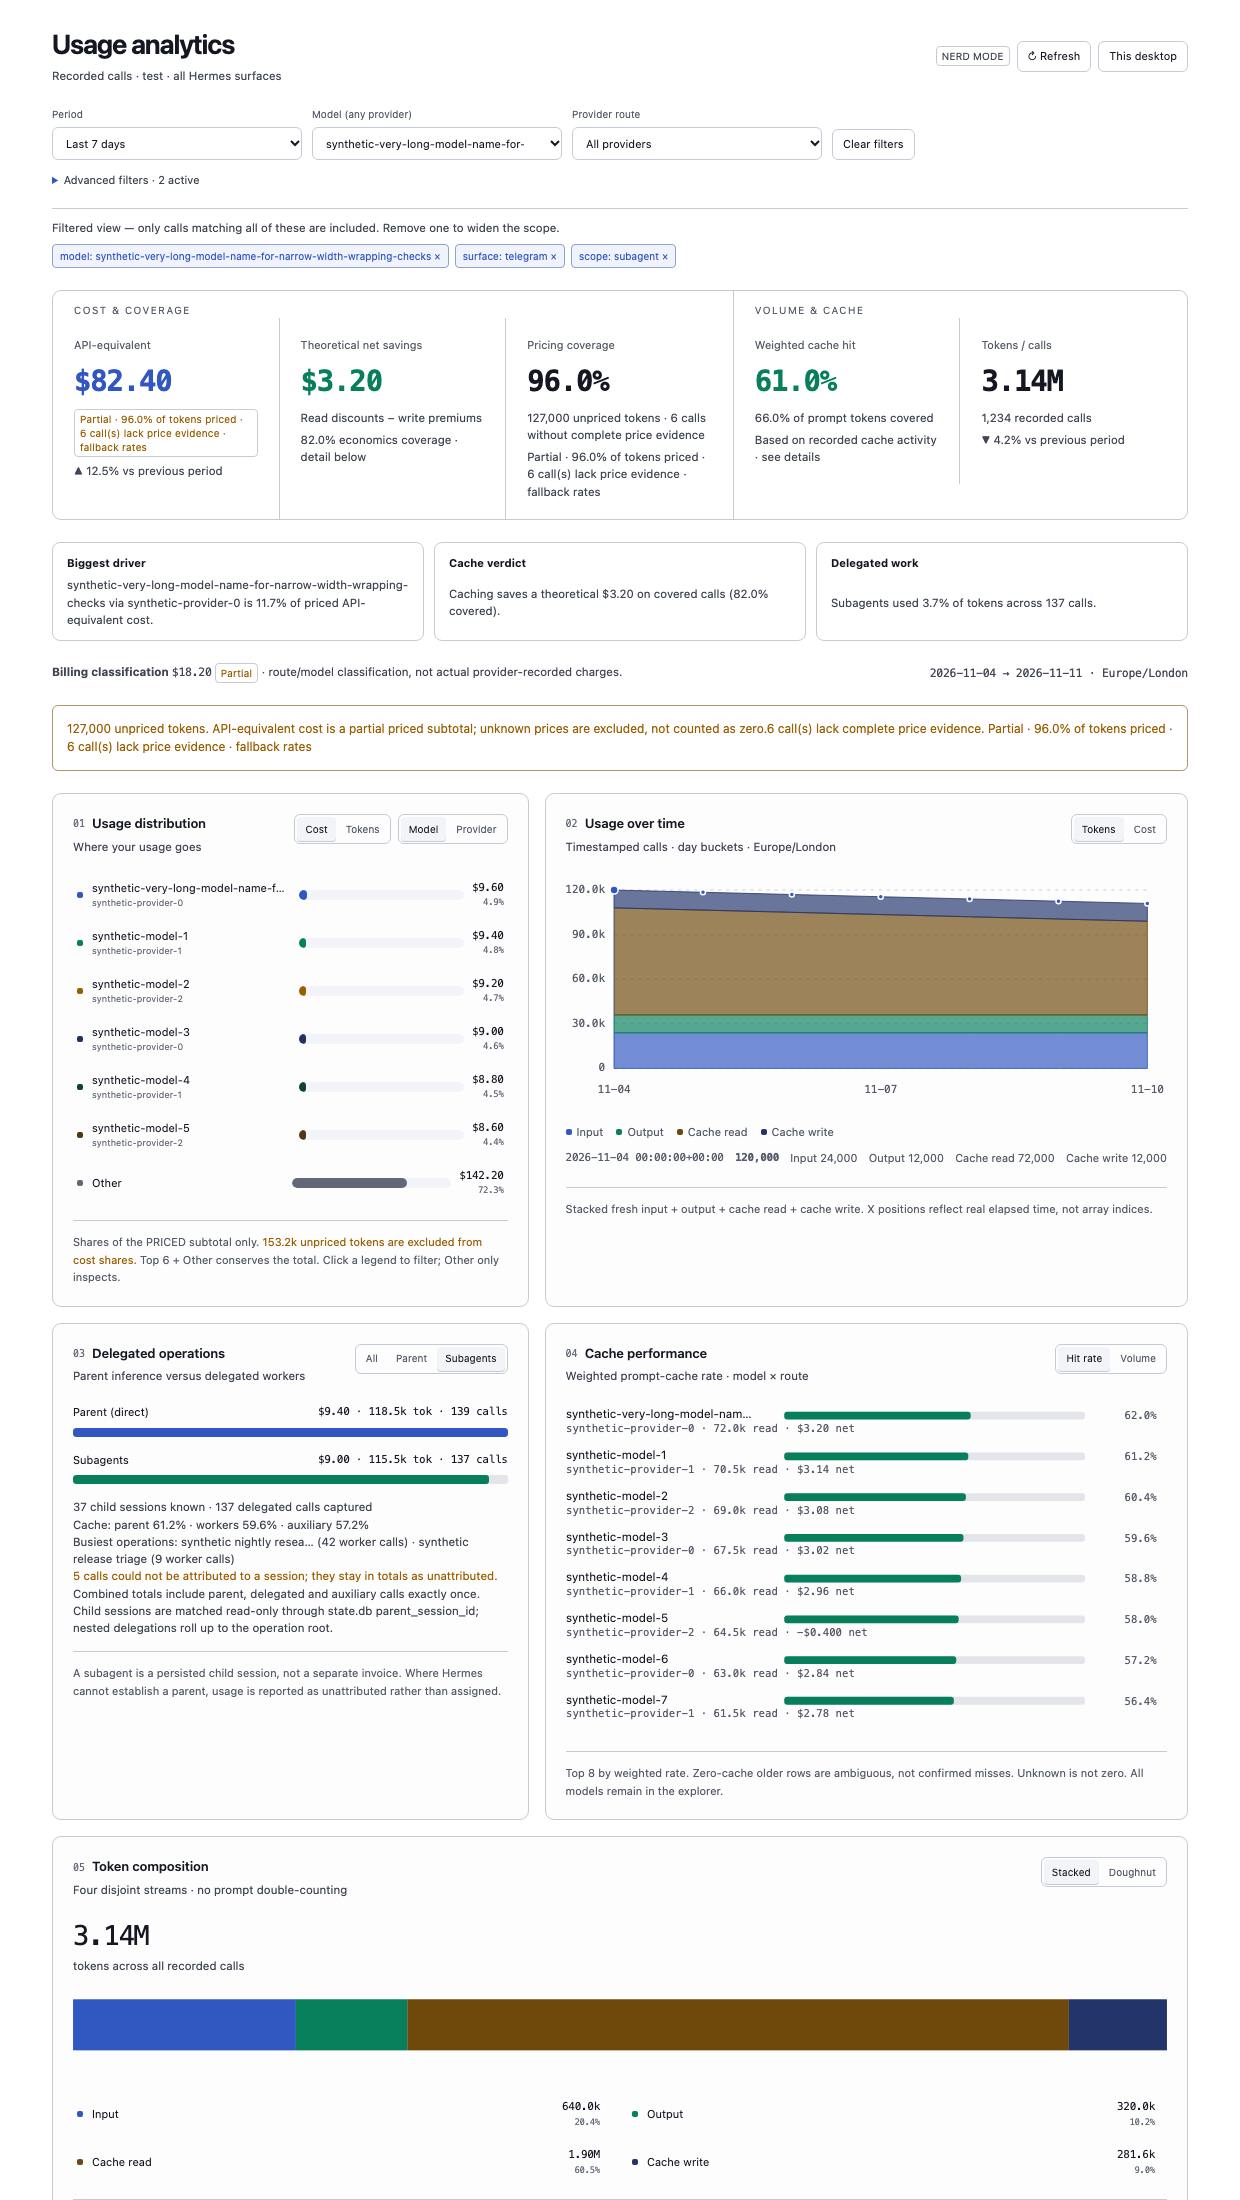 Usage analytics
Recorded calls · test · all Hermes surfaces
NERD MODE
↻ Refresh
This desktop
Period
Model (any provider)
Provider route
Last 7 days
synthetic-very-long-model-name-for-
All providers
Clear filters
▶ Advanced filters · 2 active
Filtered view — only calls matching all of these are included. Remove one to widen the scope.
model: synthetic-very-long-model-name-for-narrow-width-wrapping-checks ×
surface: telegram ×
scope: subagent ×
COST & COVERAGE
VOLUME & CACHE
API-equivalent
$82.40
Partial · 96.0% of tokens priced ·
6 call(s) lack price evidence ·
fallback rates
▲ 12.5% vs previous period
Theoretical net savings
$3.20
Read discounts – write premiums
82.0% economics coverage ·
detail below
Pricing coverage
96.0%
127,000 unpriced tokens · 6 calls
without complete price evidence
Partial · 96.0% of tokens priced ·
6 call(s) lack price evidence ·
fallback rates
Weighted cache hit
61.0%
66.0% of prompt tokens covered
Based on recorded cache activity
· see details
Tokens / calls
3.14M
1,234 recorded calls
▼ 4.2% vs previous period
Biggest driver
synthetic-very-long-model-name-for-narrow-width-wrapping-
checks via synthetic-provider-0 is 11.7% of priced API-
equivalent cost.
Cache verdict
Caching saves a theoretical $3.20 on covered calls (82.0%
covered).
Delegated work
Subagents used 3.7% of tokens across 137 calls.
Billing classification $18.20 Partial · route/model classification, not actual provider-recorded charges.
2026-11-04 → 2026-11-11 · Europe/London
127,000 unpriced tokens. API-equivalent cost is a partial priced subtotal; unknown prices are excluded, not counted as zero.6 call(s) lack complete price evidence. Partial · 96.0% of tokens priced ·
6 call(s) lack price evidence · fallback rates
01 Usage distribution
Cost Tokens
Model Provider
Where your usage goes
synthetic-very-long-model-name-f... $9.60
synthetic-provider-0 4.9%
synthetic-model-1 $9.40
synthetic-provider-1 4.8%
synthetic-model-2 $9.20
synthetic-provider-2 4.7%
synthetic-model-3 $9.00
synthetic-provider-0 4.6%
synthetic-model-4 $8.80
synthetic-provider-1 4.5%
synthetic-model-5 $8.60
synthetic-provider-2 4.4%
Other $142.20
72.3%
Shares of the PRICED subtotal only. 153.2k unpriced tokens are excluded from
cost shares. Top 6 + Other conserves the total. Click a legend to filter; Other only
inspects.
02 Usage over time
Tokens Cost
Timestamped calls · day buckets · Europe/London
120.0k
90.0k
60.0k
30.0k
0
11-04 11-07 11-10
Input Output Cache read Cache write
2026-11-04 00:00:00+00:00 120,000 Input 24,000 Output 12,000 Cache read 72,000 Cache write 12,000
Stacked fresh input + output + cache read + cache write. X positions reflect real elapsed time, not array indices.
03 Delegated operations
All Parent Subagents
Parent inference versus delegated workers
Parent (direct) $9.40 · 118.5k tok · 139 calls
Subagents $9.00 · 115.5k tok · 137 calls
37 child sessions known · 137 delegated calls captured
Cache: parent 61.2% · workers 59.6% · auxiliary 57.2%
Busiest operations: synthetic nightly resea... (42 worker calls) · synthetic
release triage (9 worker calls)
5 calls could not be attributed to a session; they stay in totals as unattributed.
Combined totals include parent, delegated and auxiliary calls exactly once.
Child sessions are matched read-only through state.db parent_session_id;
nested delegations roll up to the operation root.
A subagent is a persisted child session, not a separate invoice. Where Hermes
cannot establish a parent, usage is reported as unattributed rather than assigned.
04 Cache performance
Hit rate Volume
Weighted prompt-cache rate · model × route
synthetic-very-long-model-nam... 62.0%
synthetic-provider-0 · 72.0k read · $3.20 net
synthetic-model-1 61.2%
synthetic-provider-1 · 70.5k read · $3.14 net
synthetic-model-2 60.4%
synthetic-provider-2 · 69.0k read · $3.08 net
synthetic-model-3 59.6%
synthetic-provider-0 · 67.5k read · $3.02 net
synthetic-model-4 58.8%
synthetic-provider-1 · 66.0k read · $2.96 net
synthetic-model-5 58.0%
synthetic-provider-2 · 64.5k read · −$0.400 net
synthetic-model-6 57.2%
synthetic-provider-0 · 63.0k read · $2.84 net
synthetic-model-7 56.4%
synthetic-provider-1 · 61.5k read · $2.78 net
Top 8 by weighted rate. Zero-cache older rows are ambiguous, not confirmed misses. Unknown is not zero. All
models remain in the explorer.
05 Token composition
Stacked Doughnut
Four disjoint streams · no prompt double-counting
3.14M
tokens across all recorded calls
Input 640.0k
20.4%
Output 320.0k
10.2%
Cache read 1.90M
60.5%
Cache write 281.6k
9.0%